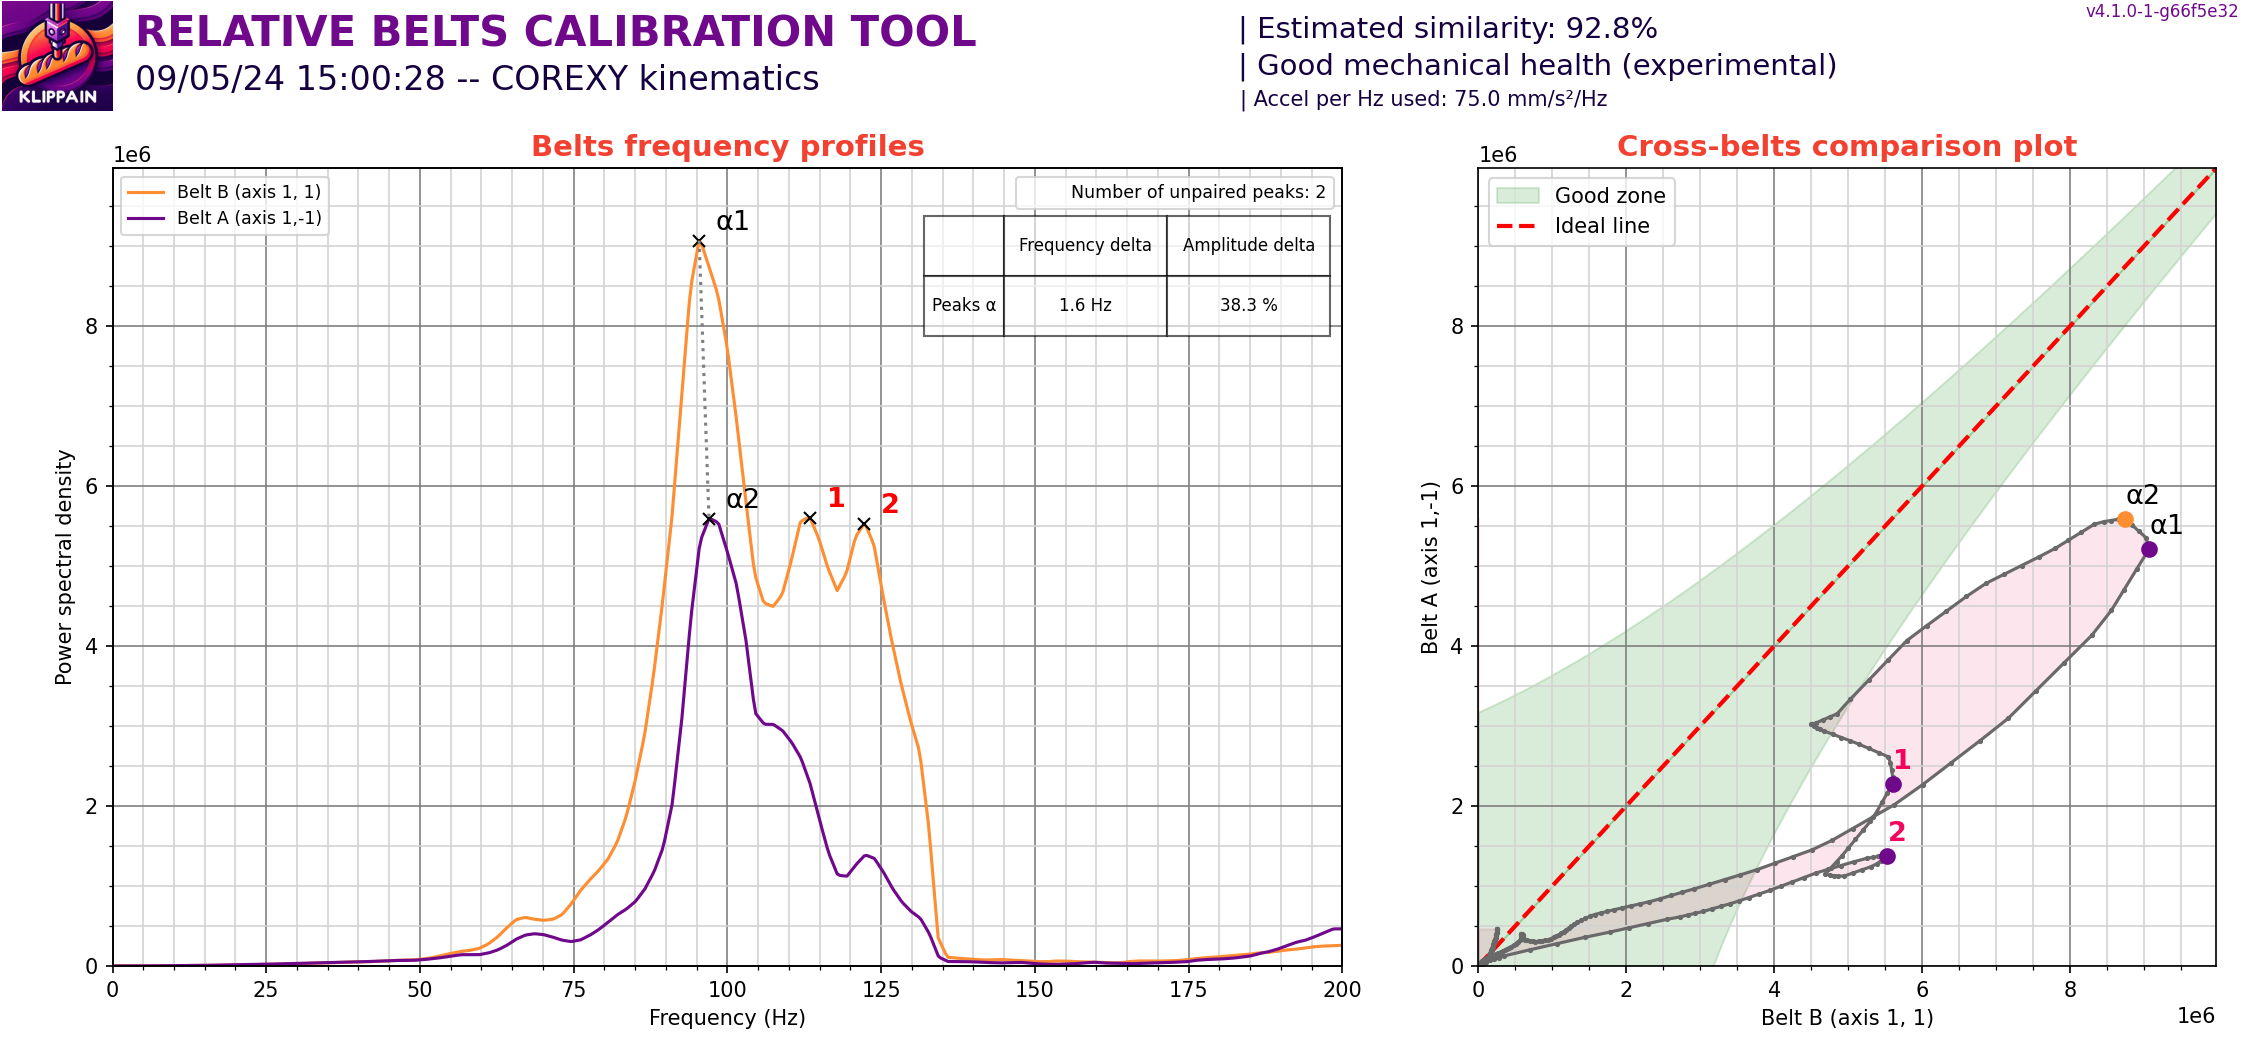 KLIPPAIN
RELATIVE BELTS CALIBRATION TOOL
09/05/24 15:00:28 -- COREXY kinematics
| Estimated similarity: 92.8%
| Good mechanical health (experimental)
| Accel per Hz used: 75.0 mm/s²/Hz
v4.1.0-1-g66f5e32
Belts frequency profiles
1e6
Belt B (axis 1, 1)
Belt A (axis 1,-1)
Number of unpaired peaks: 2
Frequency delta Amplitude delta
Peaks α 1.6 Hz 38.3 %
α1
α2
1
2
8
6
4
2
0
Power spectral density
0 25 50 75 100 125 150 175 200
Frequency (Hz)
Cross-belts comparison plot
1e6
Good zone
Ideal line
α2
α1
1
2
8
6
4
2
0
Belt A (axis 1,-1)
0 2 4 6 8
Belt B (axis 1, 1)
1e6